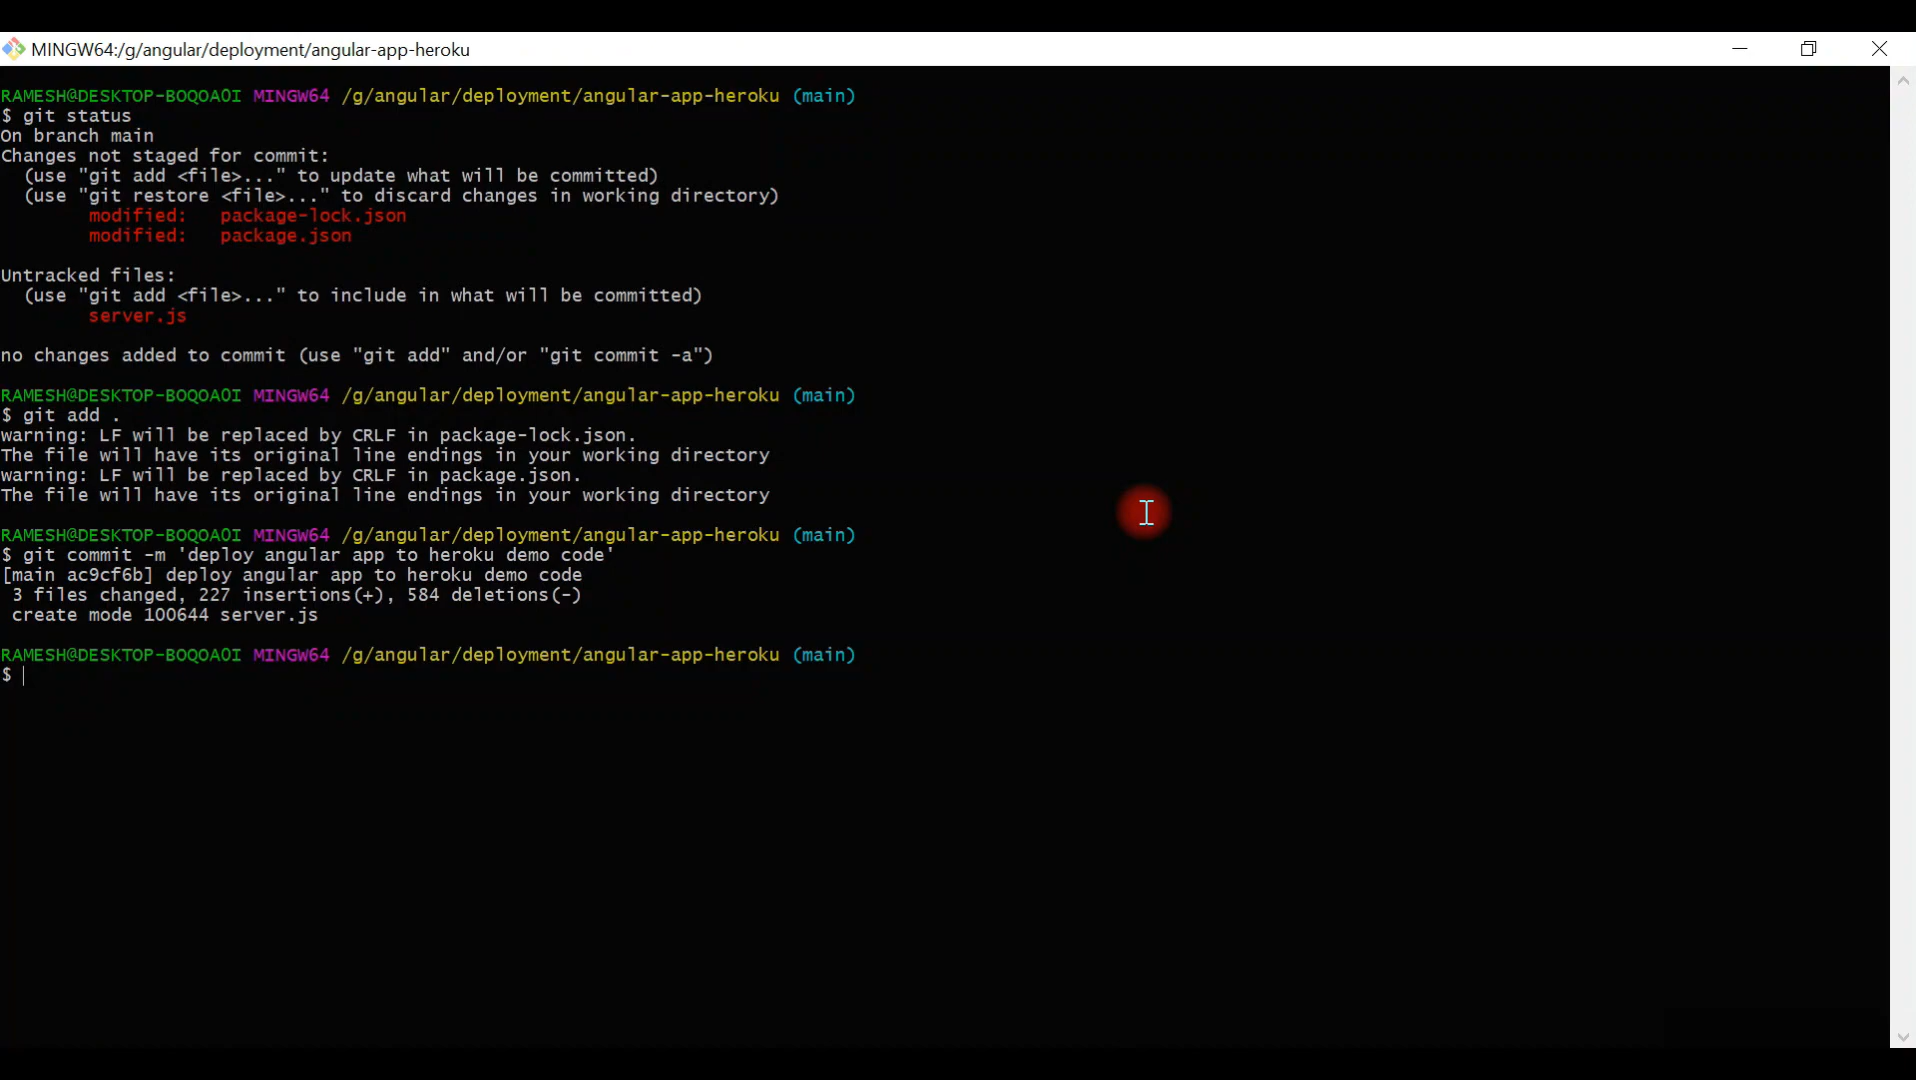 MINGW64:/g/angular/deployment/angular-app-heroku
RAMESH@DESKTOP-BOQOA0I MINGW64 /g/angular/deployment/angular-app-heroku (main)
$ git status
On branch main
Changes not staged for commit:
  (use "git add <file>..." to update what will be committed)
  (use "git restore <file>..." to discard changes in working directory)
        modified:   package-lock.json
        modified:   package.json
Untracked files:
  (use "git add <file>..." to include in what will be committed)
        server.js
no changes added to commit (use "git add" and/or "git commit -a")
RAMESH@DESKTOP-BOQOA0I MINGW64 /g/angular/deployment/angular-app-heroku (main)
$ git add .
warning: LF will be replaced by CRLF in package-lock.json.
The file will have its original line endings in your working directory
warning: LF will be replaced by CRLF in package.json.
The file will have its original line endings in your working directory
RAMESH@DESKTOP-BOQOA0I MINGW64 /g/angular/deployment/angular-app-heroku (main)
$ git commit -m 'deploy angular app to heroku demo code'
[main ac9cf6b] deploy angular app to heroku demo code
 3 files changed, 227 insertions(+), 584 deletions(-)
 create mode 100644 server.js
RAMESH@DESKTOP-BOQOA0I MINGW64 /g/angular/deployment/angular-app-heroku (main)
$